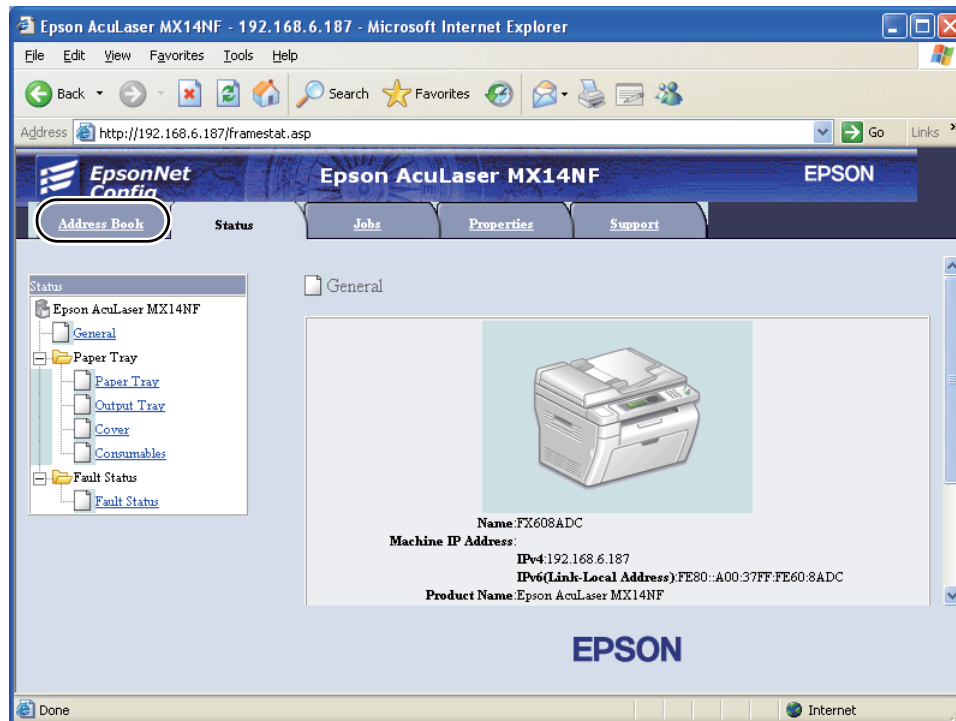 Epson AcuLaser MX14NF - 192.168.6.187 - Microsoft Internet Explorer
File Edit View Favorites Tools Help
Back Search Favorites
Address http://192.168.6.187/framestat.asp Go Links »
EpsonNet Config Epson AcuLaser MX14NF EPSON
Address Book Status Jobs Properties Support
Status
Epson AcuLaser MX14NF
General
Paper Tray
Paper Tray
Output Tray
Cover
Consumables
Fault Status
Fault Status
General
Name:FX608ADC
Machine IP Address:
IPv4:192.168.6.187
IPv6(Link-Local Address):FE80::A00:37FF:FE60:8ADC
Product Name:Epson AcuLaser MX14NF
EPSON
Done Internet